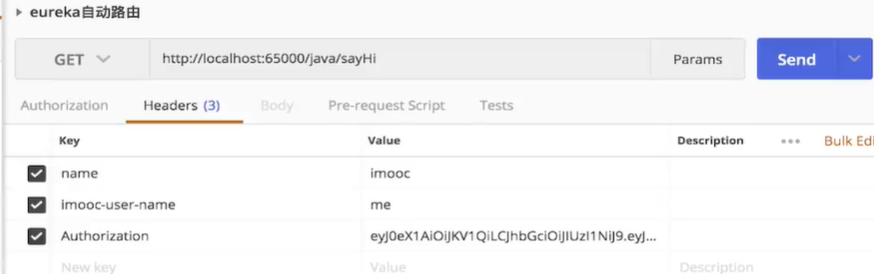 eureka自动路由
GET http://localhost:65000/java/sayHi Params Send
Authorization Headers (3) Body Pre-request Script Tests
Key Value Description ••• Bulk Edi
name imooc
imooc-user-name me
Authorization eyJ0eX1AiOiJKV1QiLCJhbGciOiJIUzI1NiJ9.eyJ...
New key Value Description